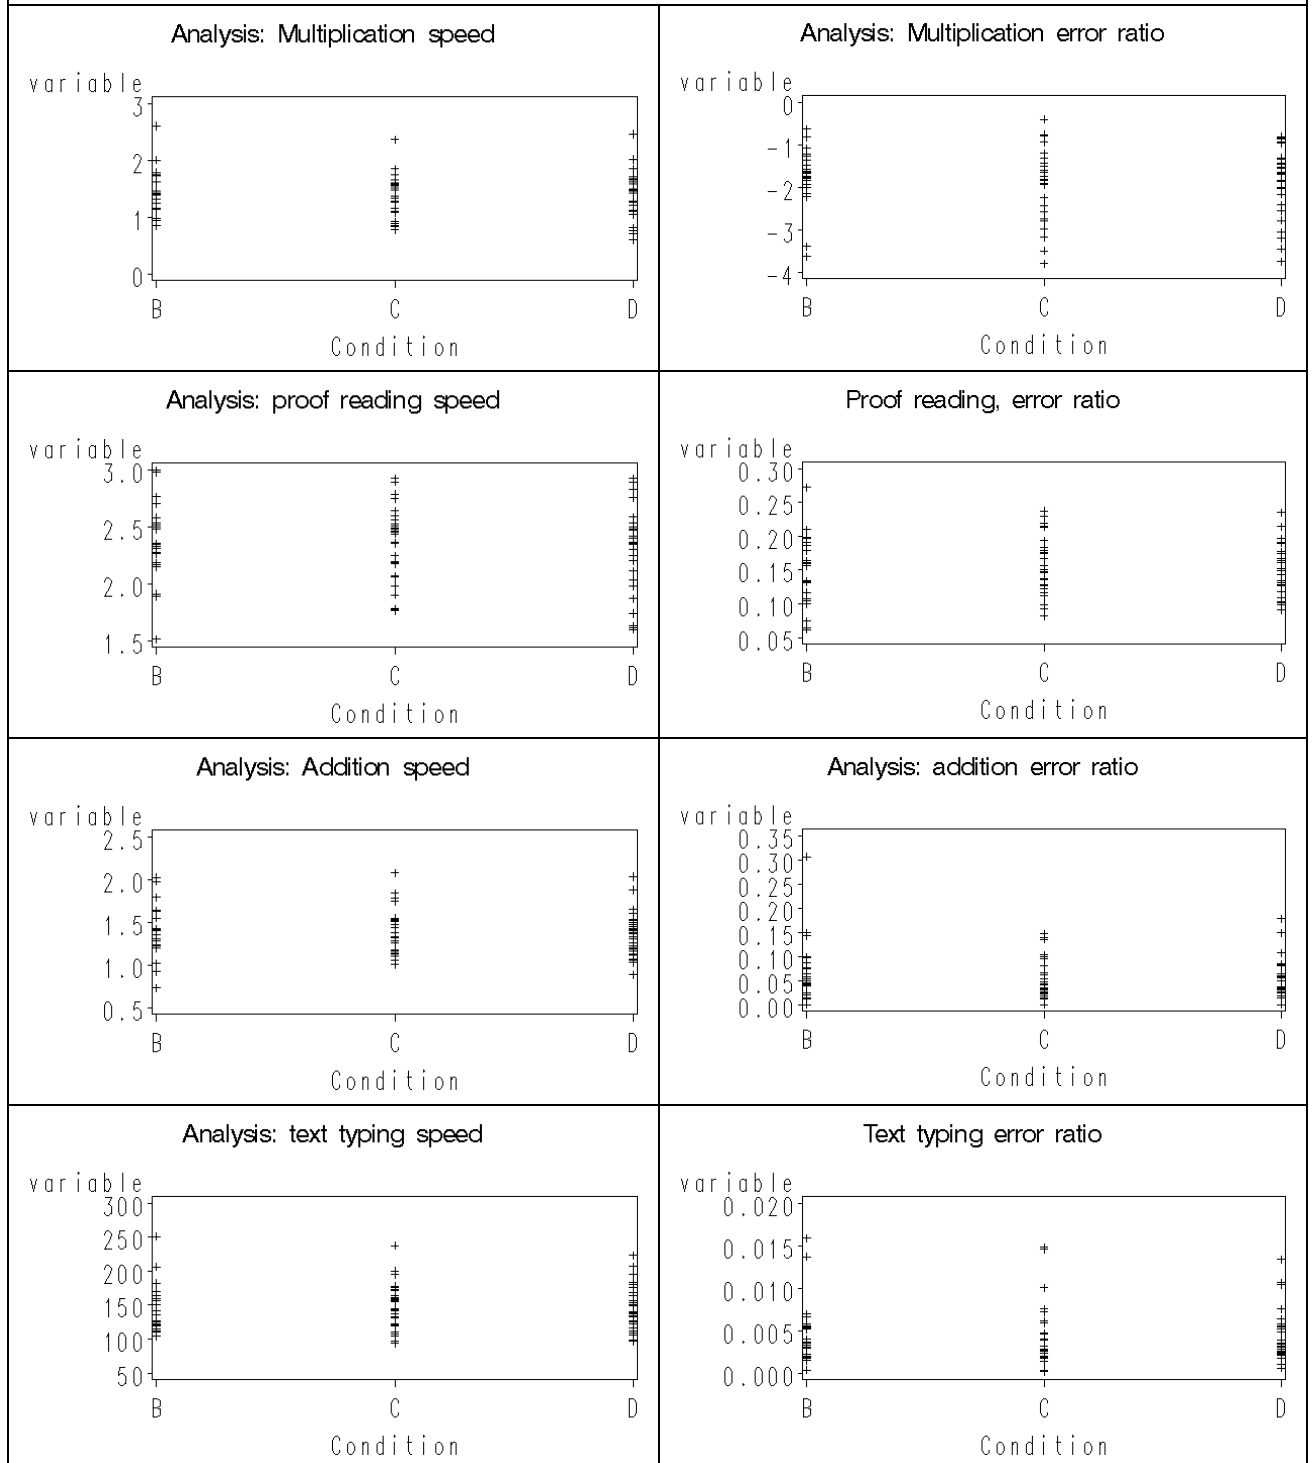 Analysis: Multiplication speed
variable
3
2
1
0
B C D
Condition
Analysis: Multiplication error ratio
variable
0
-1
-2
-3
-4
B C D
Condition
Analysis: proof reading speed
variable
3.0
2.5
2.0
1.5
B C D
Condition
Proof reading, error ratio
variable
0.30
0.25
0.20
0.15
0.10
0.05
B C D
Condition
Analysis: Addition speed
variable
2.5
2.0
1.5
1.0
0.5
B C D
Condition
Analysis: addition error ratio
variable
0.35
0.30
0.25
0.20
0.15
0.10
0.05
0.00
B C D
Condition
Analysis: text typing speed
variable
300
250
200
150
100
50
B C D
Condition
Text typing error ratio
variable
0.020
0.015
0.010
0.005
0.000
B C D
Condition